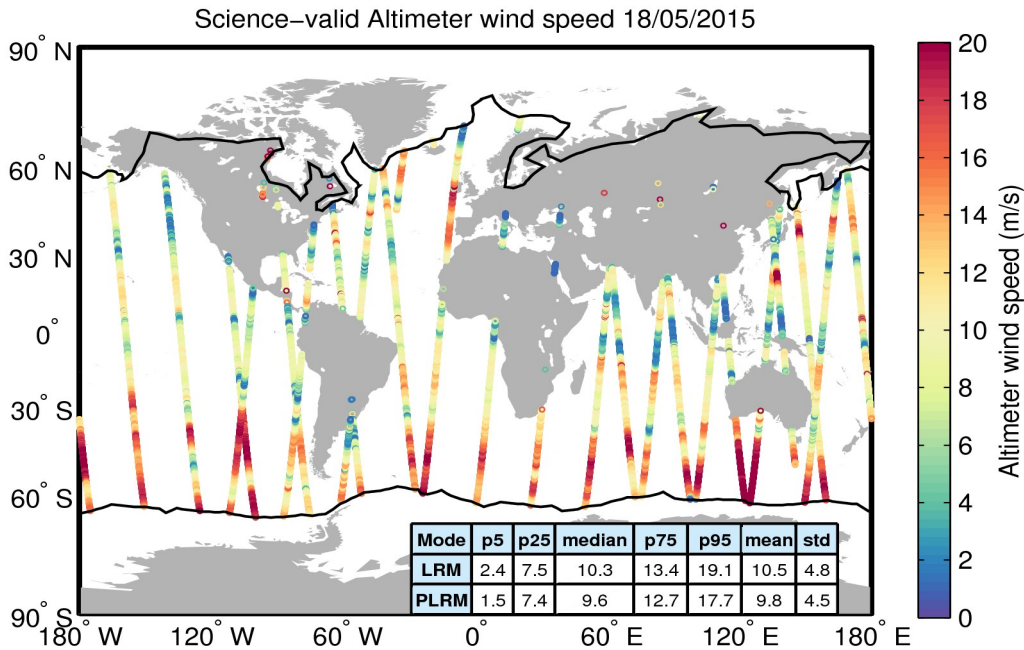 Science−valid Altimeter wind speed 18/05/2015
90° N
60° N
30° N
0°
30° S
60° S
90° S
180° W
120° W
60° W
0°
60° E
120° E
180° E
Mode p5 p25 median p75 p95 mean std
LRM 2.4 7.5 10.3 13.4 19.1 10.5 4.8
PLRM 1.5 7.4 9.6 12.7 17.7 9.8 4.5
20
18
16
14
12
10
8
6
4
2
0
Altimeter wind speed (m/s)